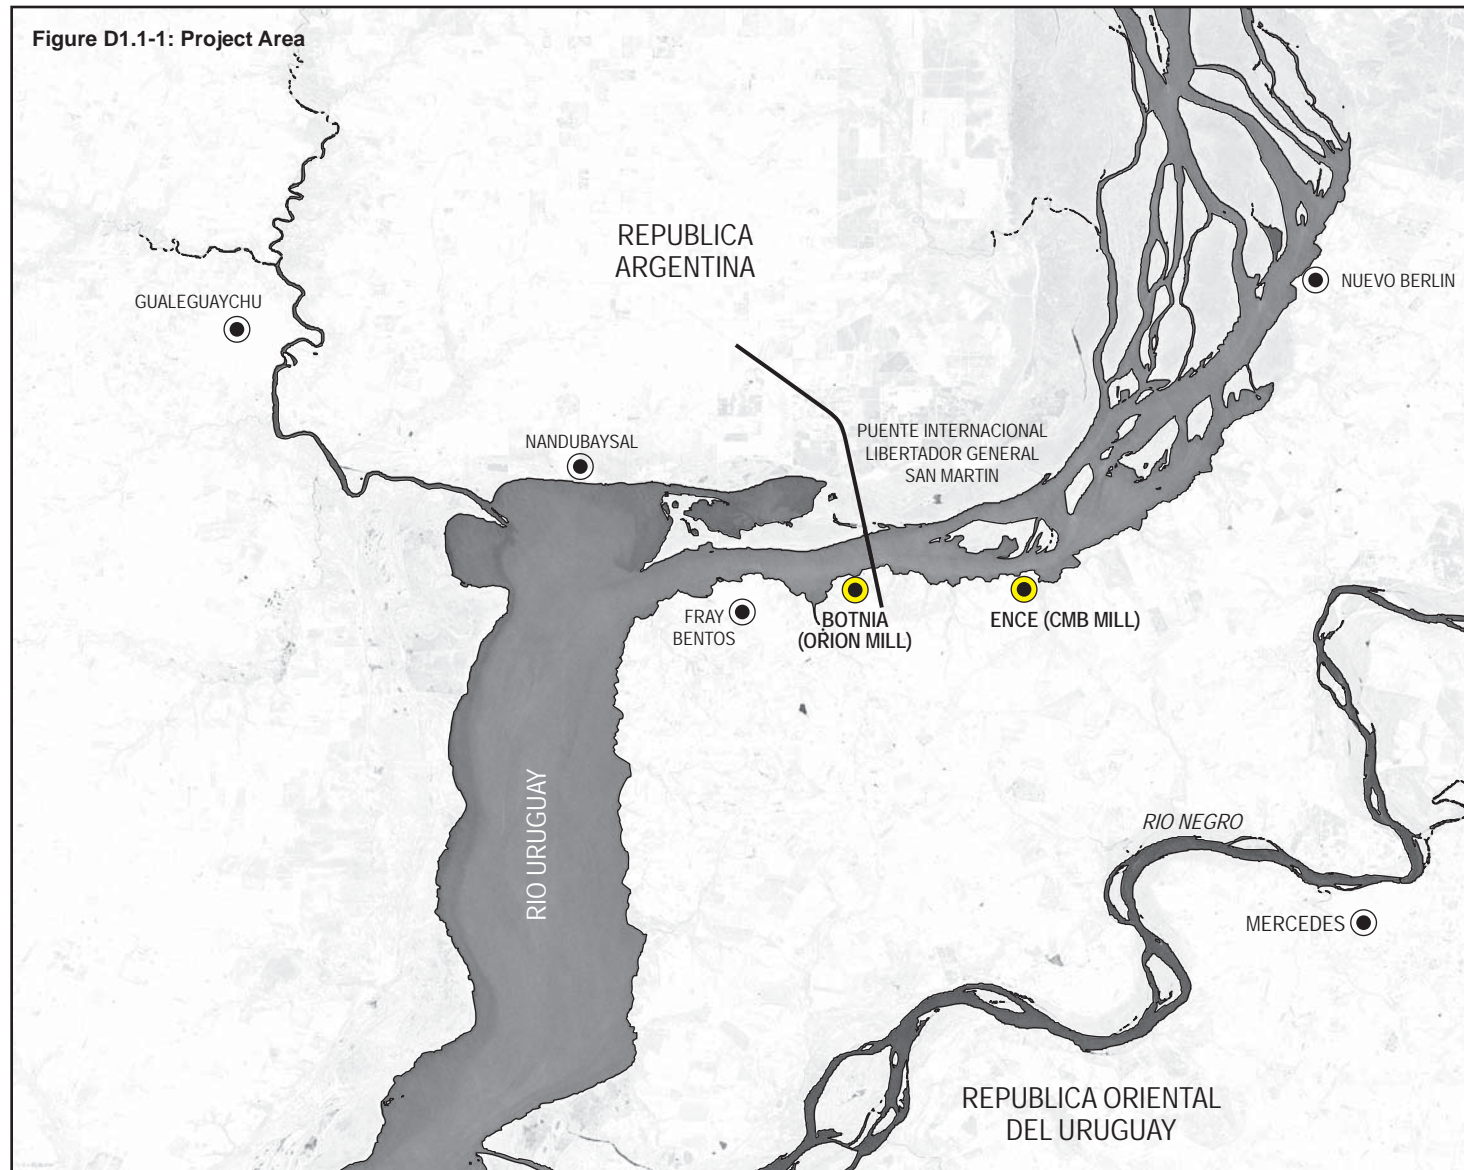 Figure D1.1-1: Project Area
REPUBLICA
ARGENTINA
GUALEGUAYCHU
NUEVO BERLIN
NANDUBAYSAL
PUENTE INTERNACIONAL
LIBERTADOR GENERAL
SAN MARTIN
FRAY
BENTOS
BOTNIA
(ORION MILL)
ENCE (CMB MILL)
RIO URUGUAY
RIO NEGRO
MERCEDES
REPUBLICA ORIENTAL
DEL URUGUAY